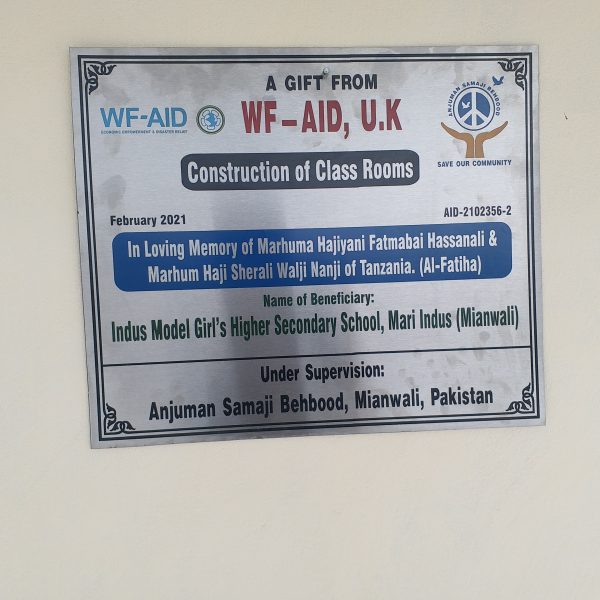 A GIFT FROM
WF-AID
ECONOMIC EMPOWERMENT & DISASTER RELIEF
WF-AID, U.K
ANJUMAN SAMAJI BEHBOOD
SAVE OUR COMMUNITY
Construction of Class Rooms
February 2021
AID-2102356-2
In Loving Memory of Marhuma Hajiyani Fatmabai Hassanali &
Marhum Haji Sherali Walji Nanji of Tanzania. (Al-Fatiha)
Name of Beneficiary:
Indus Model Girl's Higher Secondary School, Mari Indus (Mianwali)
Under Supervision:
Anjuman Samaji Behbood, Mianwali, Pakistan